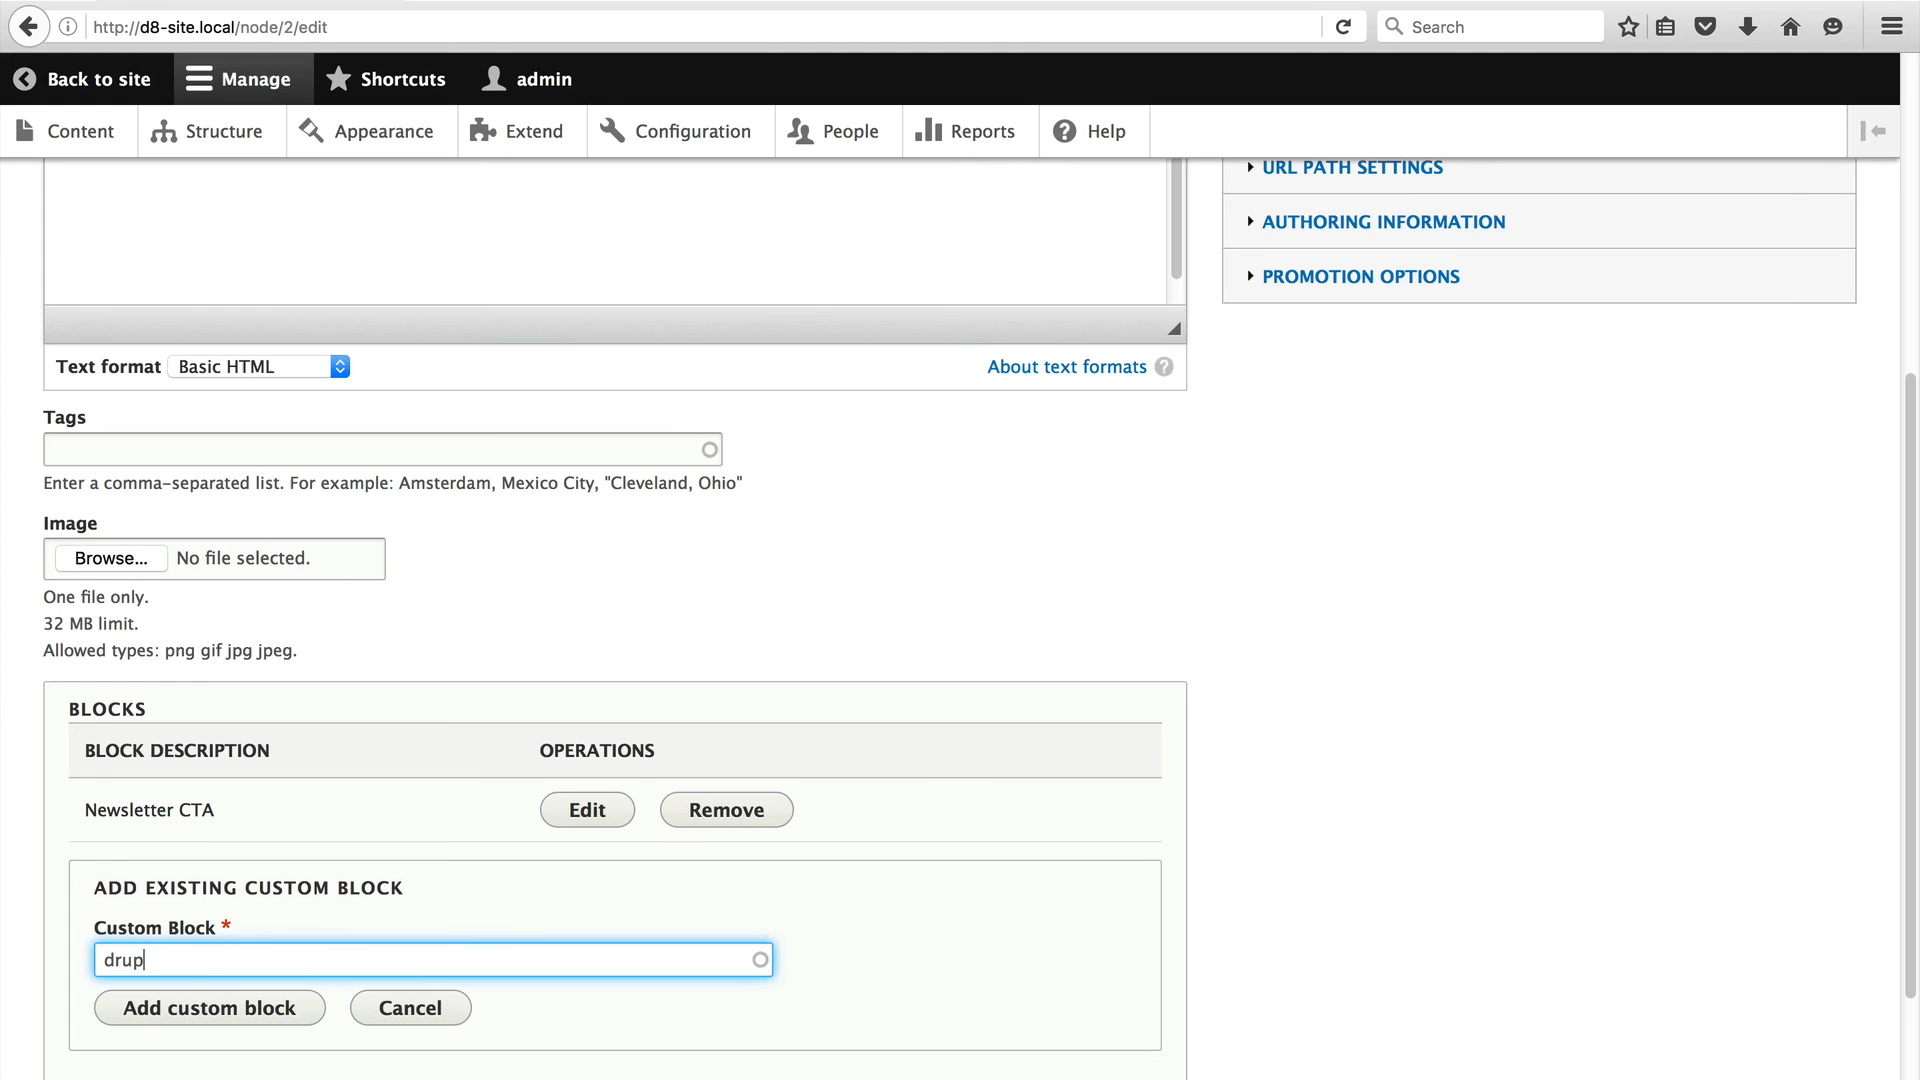 http://d8-site.local/node/2/edit
Search
Back to site
Manage
Shortcuts
admin
Content
Structure
Appearance
Extend
Configuration
People
Reports
Help
URL PATH SETTINGS
AUTHORING INFORMATION
PROMOTION OPTIONS
Text format Basic HTML
About text formats ?
Tags
Enter a comma-separated list. For example: Amsterdam, Mexico City, "Cleveland, Ohio"
Image
Browse... No file selected.
One file only.
32 MB limit.
Allowed types: png gif jpg jpeg.
BLOCKS
BLOCK DESCRIPTION OPERATIONS
Newsletter CTA Edit Remove
ADD EXISTING CUSTOM BLOCK
Custom Block *
drup
Add custom block Cancel